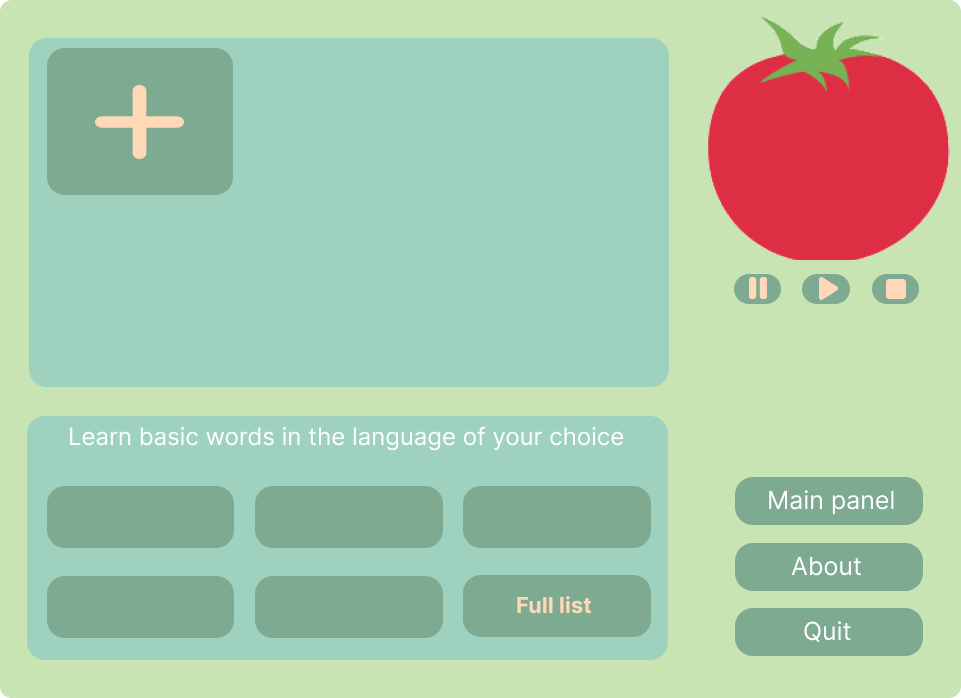 Learn basic words in the language of your choice
Full list
Main panel
About
Quit